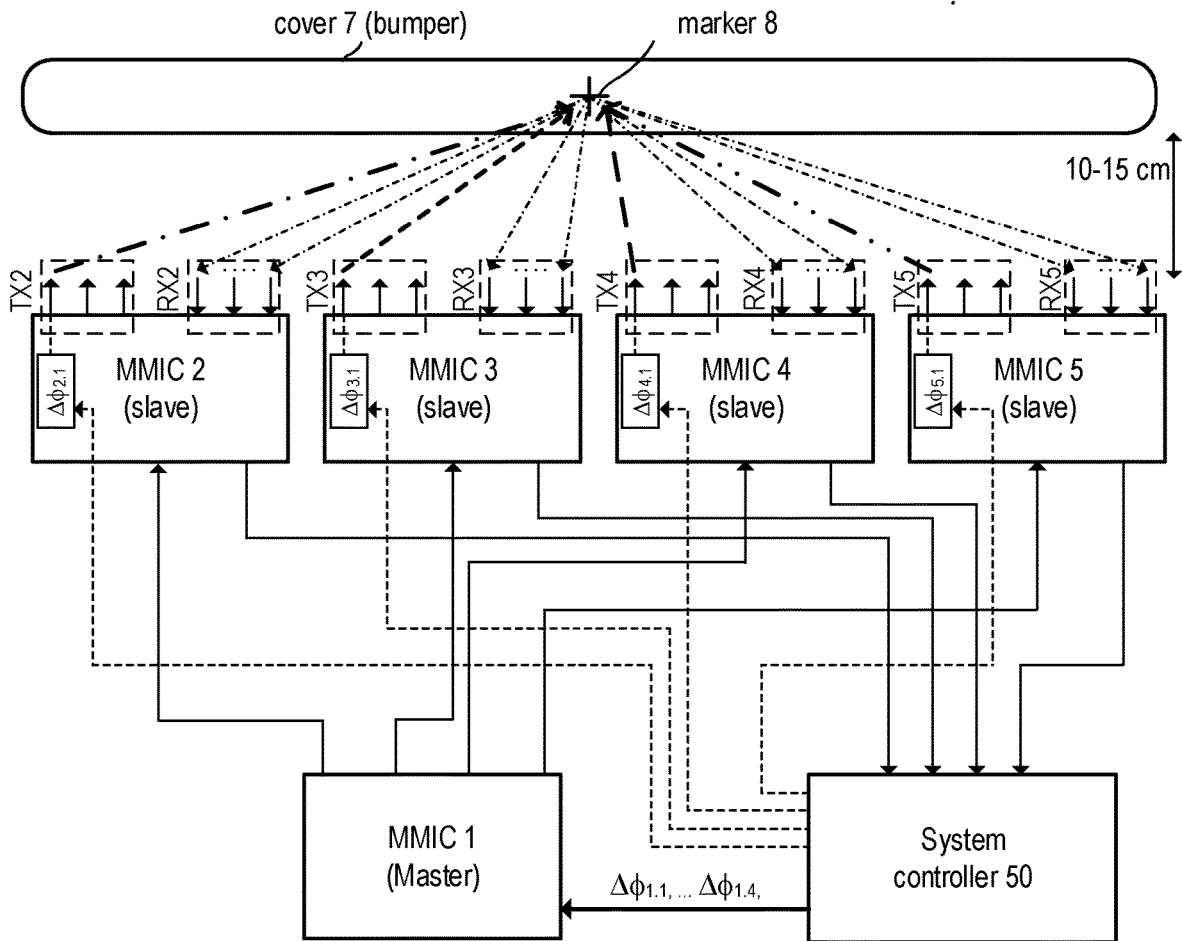 cover 7 (bumper)
marker 8
10-15 cm
TX2
RX2
TX3
RX3
TX4
RX4
TX5
RX5
Δϕ2.1
MMIC 2
(slave)
Δϕ3.1
MMIC 3
(slave)
Δϕ4.1
MMIC 4
(slave)
Δϕ5.1
MMIC 5
(slave)
MMIC 1
(Master)
Δϕ1.1, ... Δϕ1.4,
System
controller 50